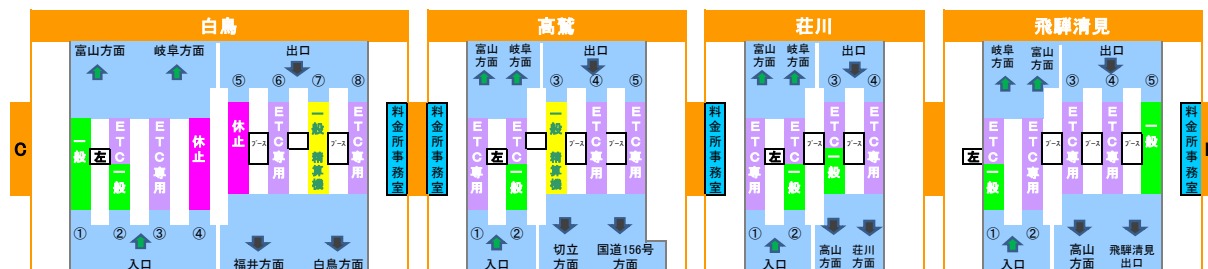 白鳥
富山方面
岐阜方面
出口
⑤
⑥
⑦
⑧
一般
左
ETC一般
ETC専用
休止
休止
ブース
ETC専用
一般 精算機
ブース
ETC専用
料金所事務室
①
②
③
④
入口
福井方面
白鳥方面
C
高鷲
富山
方面
岐阜
方面
出口
③
④
⑤
料金所事務室
ETC専用
左
ETC一般
一般 精算機
ブース
ETC専用
ブース
ETC専用
①
②
入口
切立
方面
国道156号
方面
荘川
富山
方面
岐阜
方面
出口
③
④
料金所事務室
ETC専用
左
ETC一般
ブース
ETC一般
ブース
ETC専用
①
②
入口
高山
方面
荘川
方面
飛騨清見
岐阜
方面
富山
方面
出口
③
④
⑤
左
ETC一般
ETC専用
ブース
ETC専用
ブース
ETC専用
ブース
一般
料金所事務室
①
②
入口
高山
方面
飛騨清見
出口